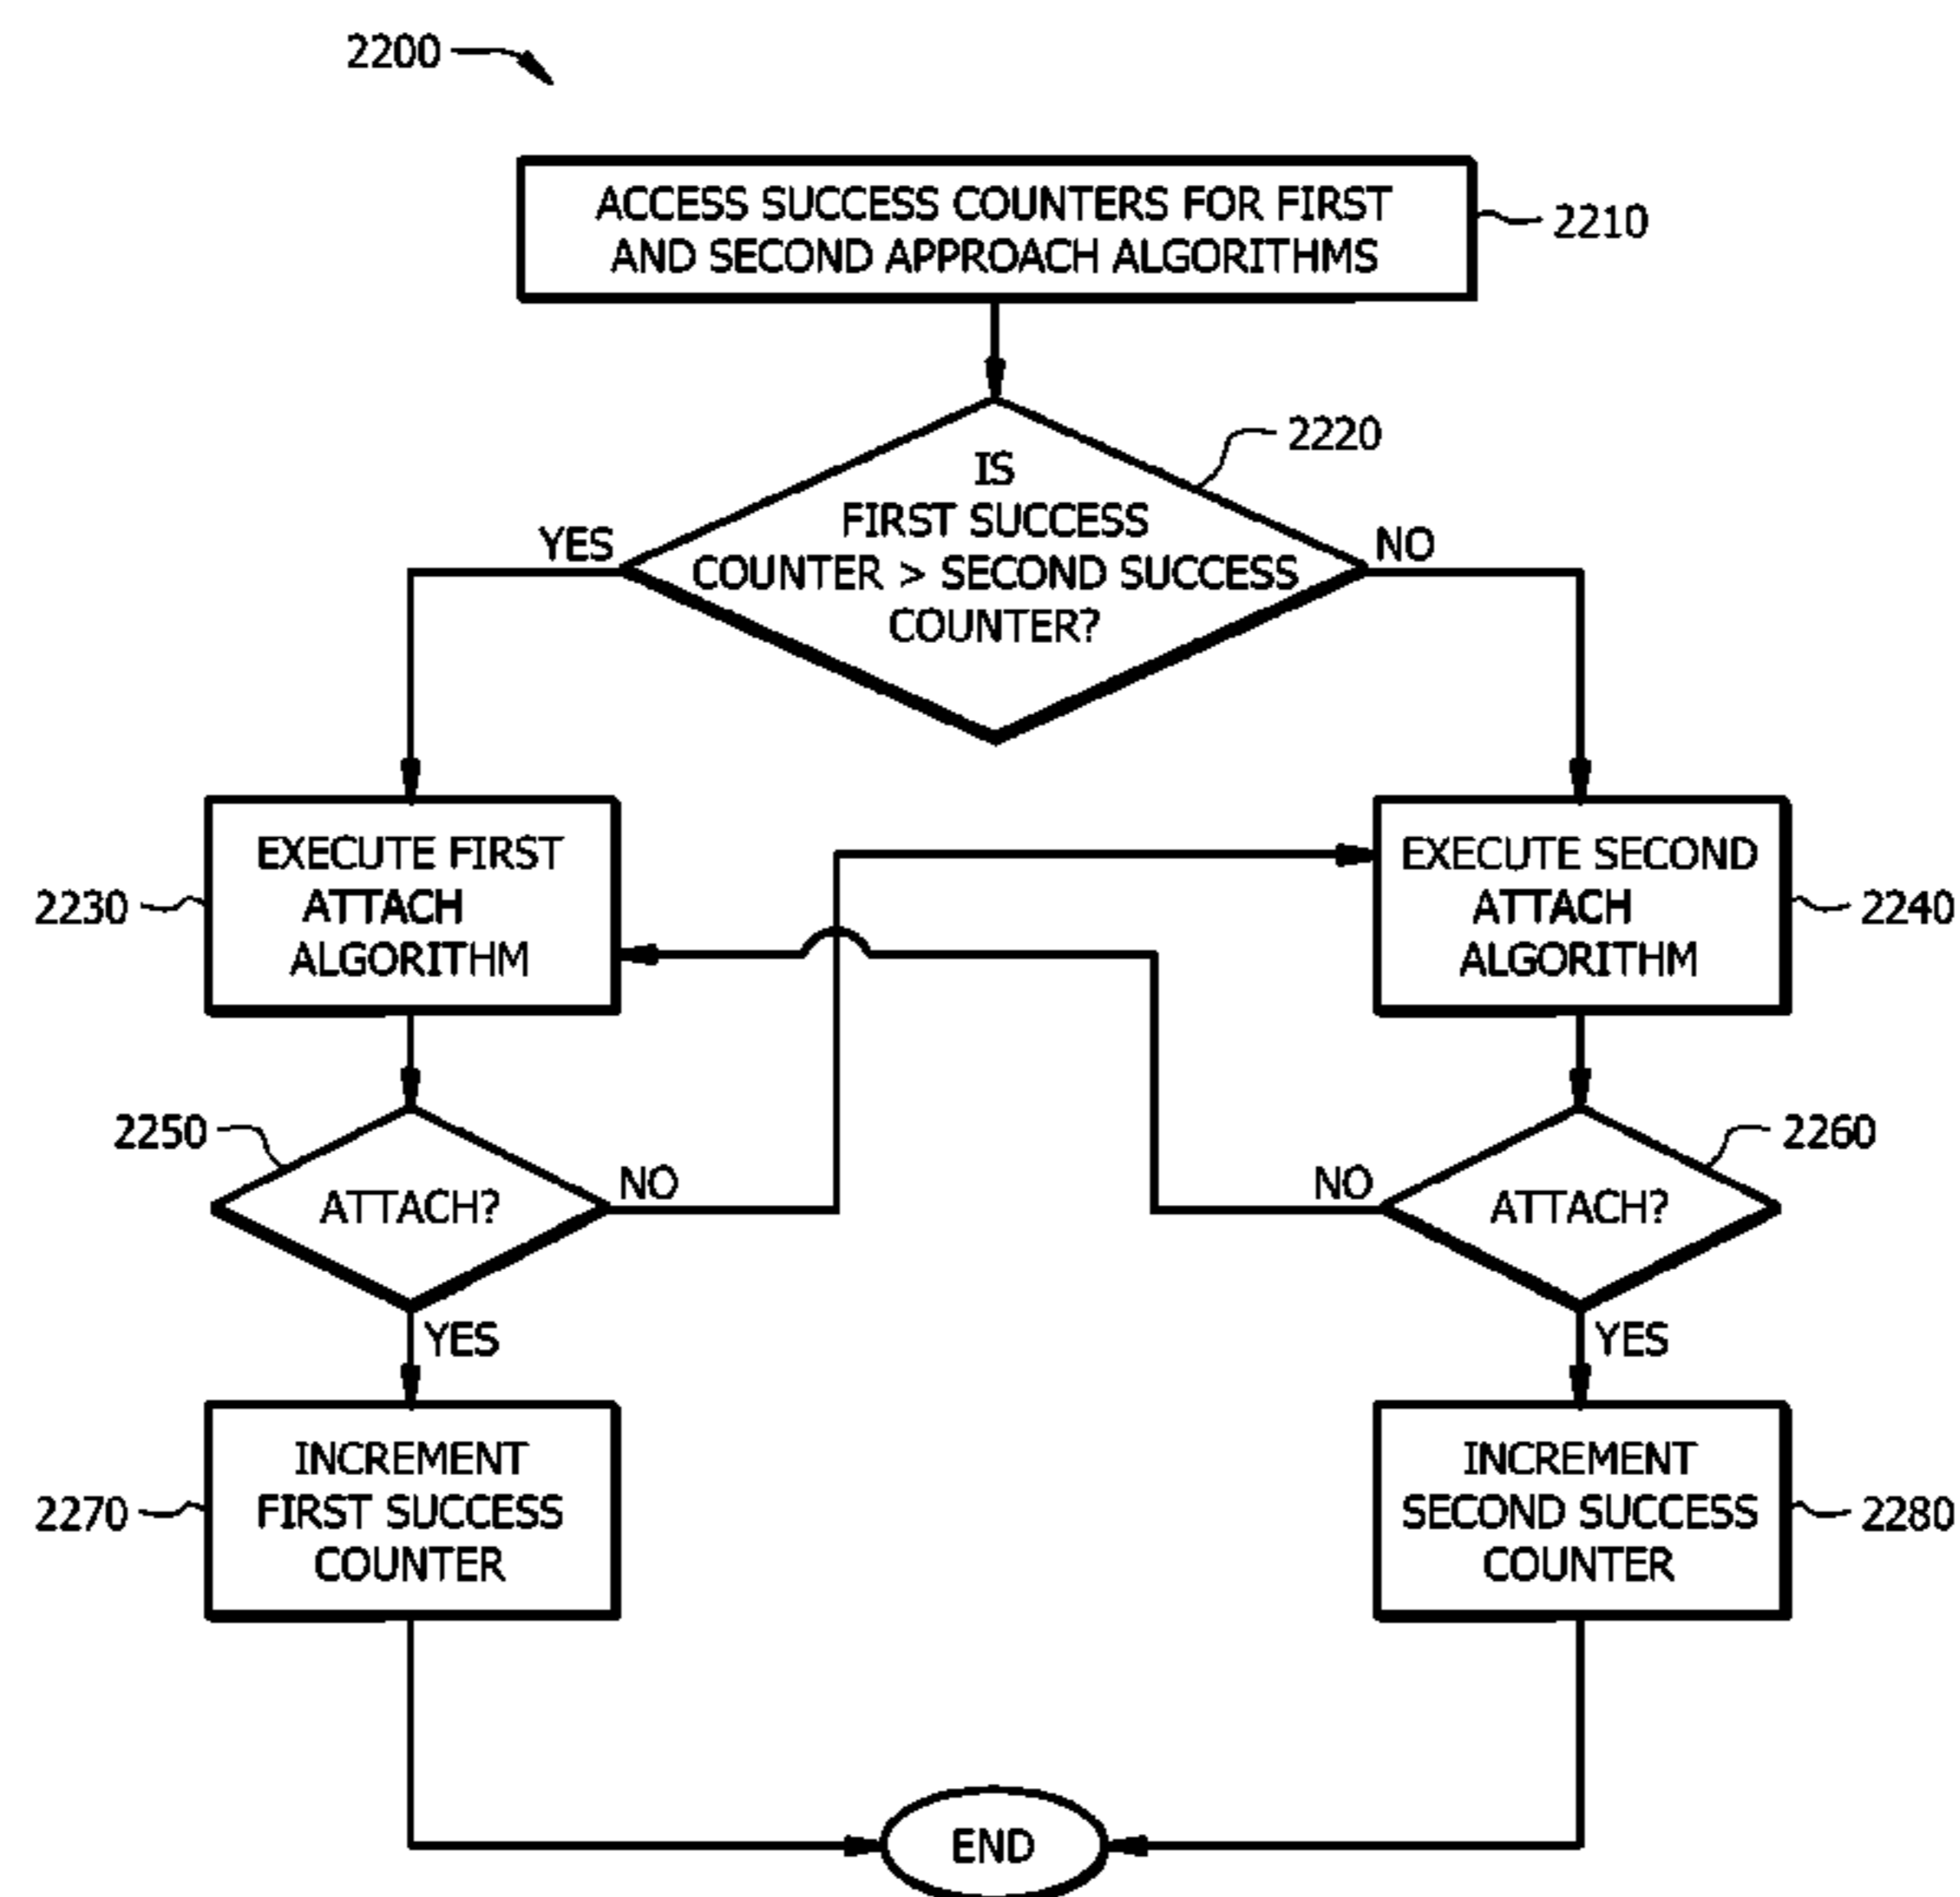 2200
ACCESS SUCCESS COUNTERS FOR FIRST
AND SECOND APPROACH ALGORITHMS
2210
2220
IS
FIRST SUCCESS
COUNTER > SECOND SUCCESS
COUNTER?
YES
NO
EXECUTE FIRST
ATTACH
ALGORITHM
2230
EXECUTE SECOND
ATTACH
ALGORITHM
2240
2250
ATTACH?
NO
YES
2260
NO
ATTACH?
YES
INCREMENT
FIRST SUCCESS
COUNTER
2270
INCREMENT
SECOND SUCCESS
COUNTER
2280
END